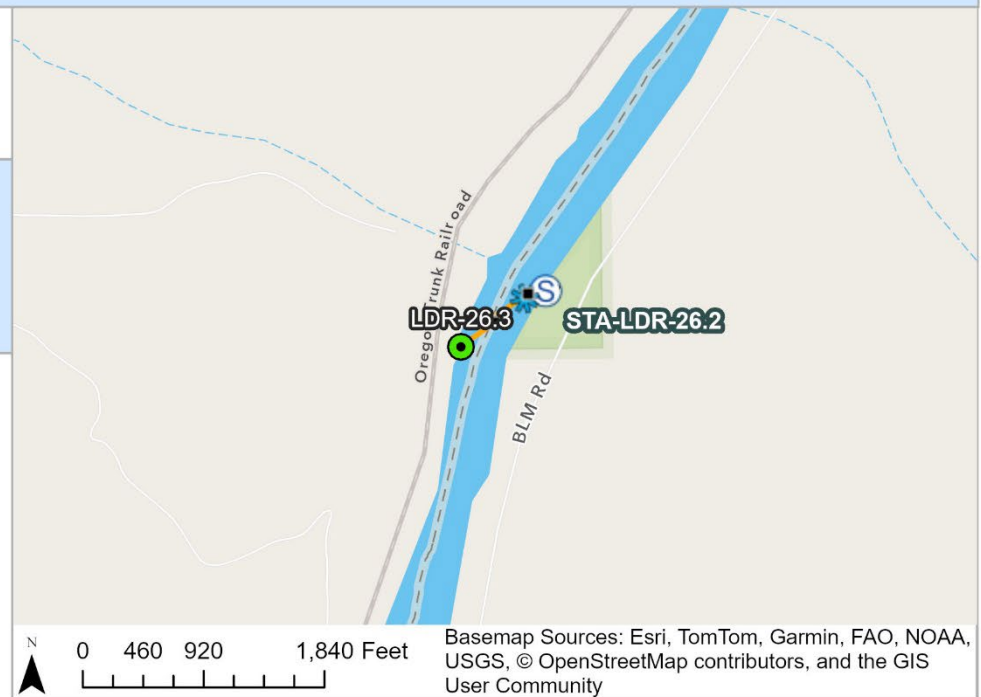 Oregon Trunk Railroad
LDR-26.3
S
STA-LDR-26.2
BLM Rd
N
0 460 920 1,840 Feet
Basemap Sources: Esri, TomTom, Garmin, FAO, NOAA,
USGS, © OpenStreetMap contributors, and the GIS
User Community